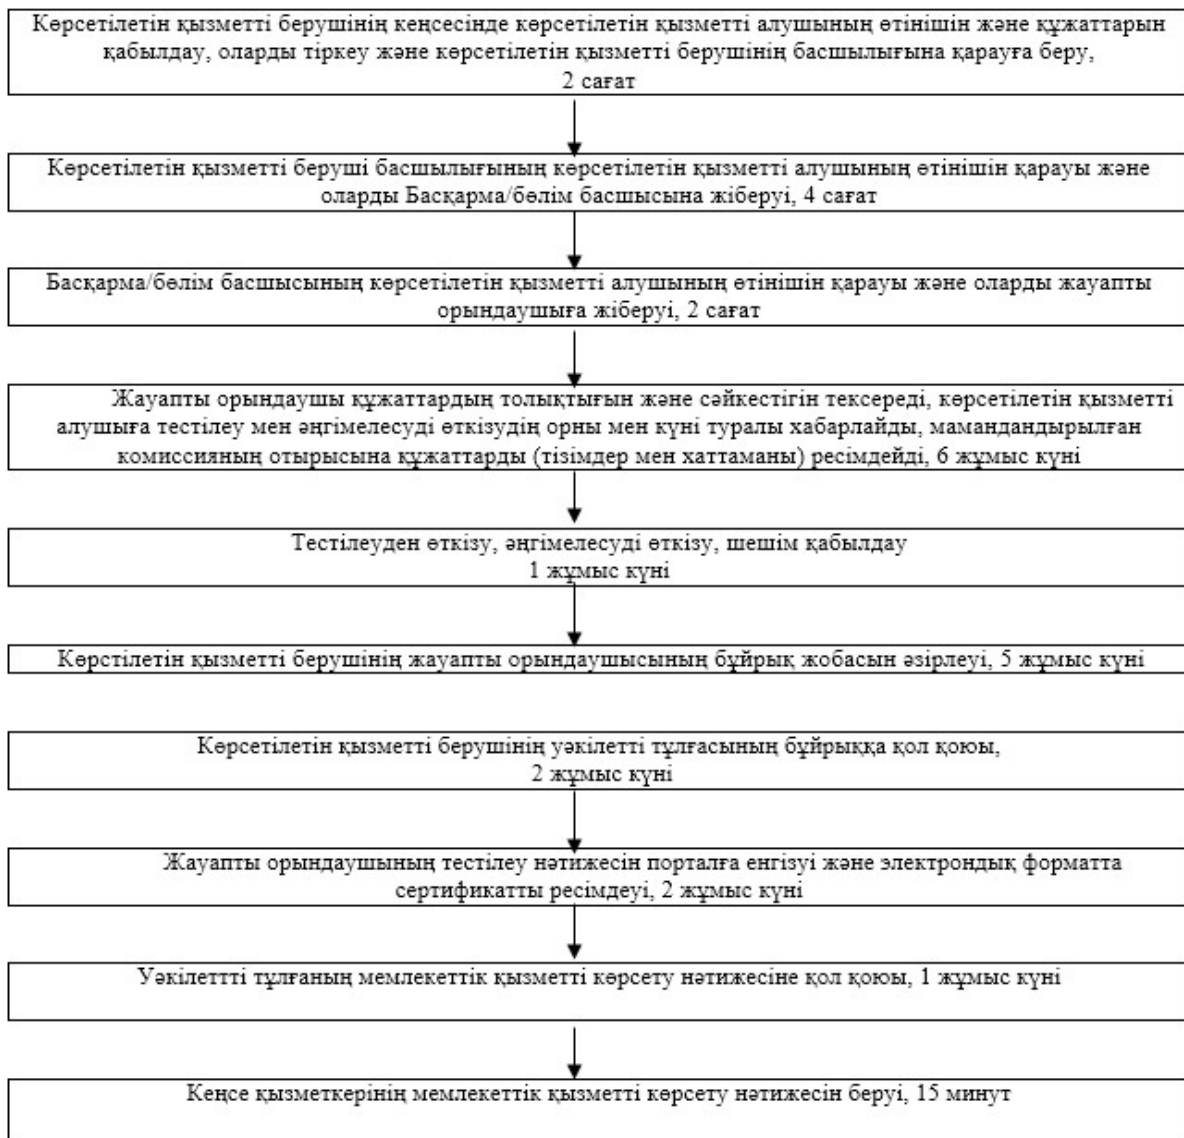 Көрсетілетін қызметті берушінің кеңсесінде көрсетілетін қызметті алушының өтінішін және құжаттарын
қабылдау, оларды тіркеу және көрсетілетін қызметті берушінің басшылығына қарауға беру,
2 сағат
Көрсетілетін қызметті беруші басшылығының көрсетілетін қызметті алушының өтінішін қарауы және
оларды Басқарма/бөлім басшысына жіберуі, 4 сағат
Басқарма/бөлім басшысының көрсетілетін қызметті алушының өтінішін қарауы және оларды жауапты
орындаушыға жіберуі, 2 сағат
Жауапты орындаушы құжаттардың толықтығын және сәйкестігін тексереді, көрсетілетін қызметті
алушыға тестілеу мен әңгімелесуді өткізудің орны мен күні туралы хабарлайды, мамандандырылған
комиссияның отырысына құжаттарды (тізімдер мен хаттаманы) ресімдейді, 6 жұмыс күні
Тестілеуден өткізу, әңгімелесуді өткізу, шешім қабылдау
1 жұмыс күні
Көрстілетін қызметті берушінің жауапты орындаушысының бұйрық жобасын әзірлеуі, 5 жұмыс күні
Көрсетілетін қызметті берушінің уәкілетті тұлғасының бұйрыққа қол қоюы,
2 жұмыс күні
Жауапты орындаушының тестілеу нәтижесін порталға енгізуі және электрондық форматта
сертификатты ресімдеуі, 2 жұмыс күні
Уәкілеттті тұлғаның мемлекеттік қызметті көрсету нәтижесіне қол қоюы, 1 жұмыс күні
Кеңсе қызметкерінің мемлекеттік қызметті көрсету нәтижесін беруі, 15 минут